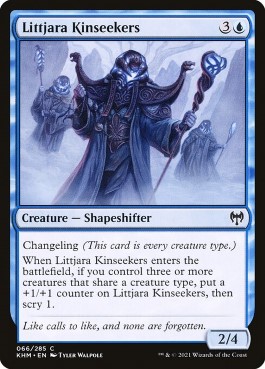 Littjara Kinseekers 3
Creature — Shapeshifter
Changeling (This card is every creature type.)
When Littjara Kinseekers enters the
battlefield, if you control three or more
creatures that share a creature type, put a
+1/+1 counter on Littjara Kinseekers, then
scry 1.
Like calls to like, and none are forgotten.
2/4
066/285 C
KHM • EN TYLER WALPOLE
™ & © 2021 Wizards of the Coast